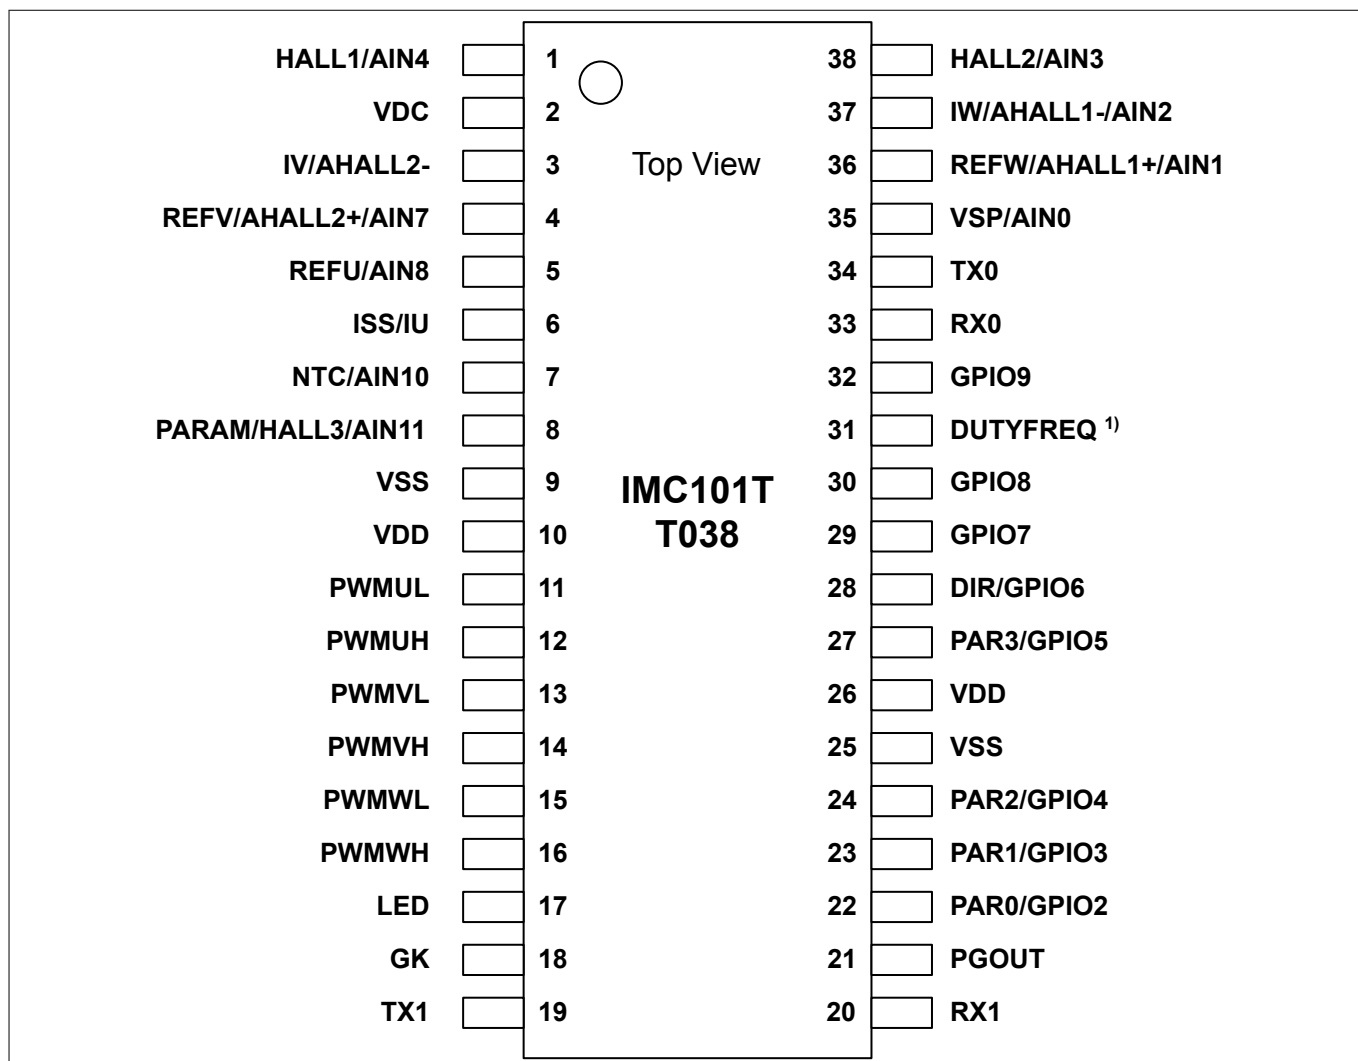 HALL1/AIN4 1 38 HALL2/AIN3
VDC 2 37 IW/AHALL1-/AIN2
IV/AHALL2- 3 Top View 36 REFW/AHALL1+/AIN1
REFV/AHALL2+/AIN7 4 35 VSP/AIN0
REFU/AIN8 5 34 TX0
ISS/IU 6 33 RX0
NTC/AIN10 7 32 GPIO9
PARAM/HALL3/AIN11 8 31 DUTYFREQ 1)
VSS 9 IMC101T 30 GPIO8
VDD 10 T038 29 GPIO7
PWMUL 11 28 DIR/GPIO6
PWMUH 12 27 PAR3/GPIO5
PWMVL 13 26 VDD
PWMVH 14 25 VSS
PWMWL 15 24 PAR2/GPIO4
PWMWH 16 23 PAR1/GPIO3
LED 17 22 PAR0/GPIO2
GK 18 21 PGOUT
TX1 19 20 RX1